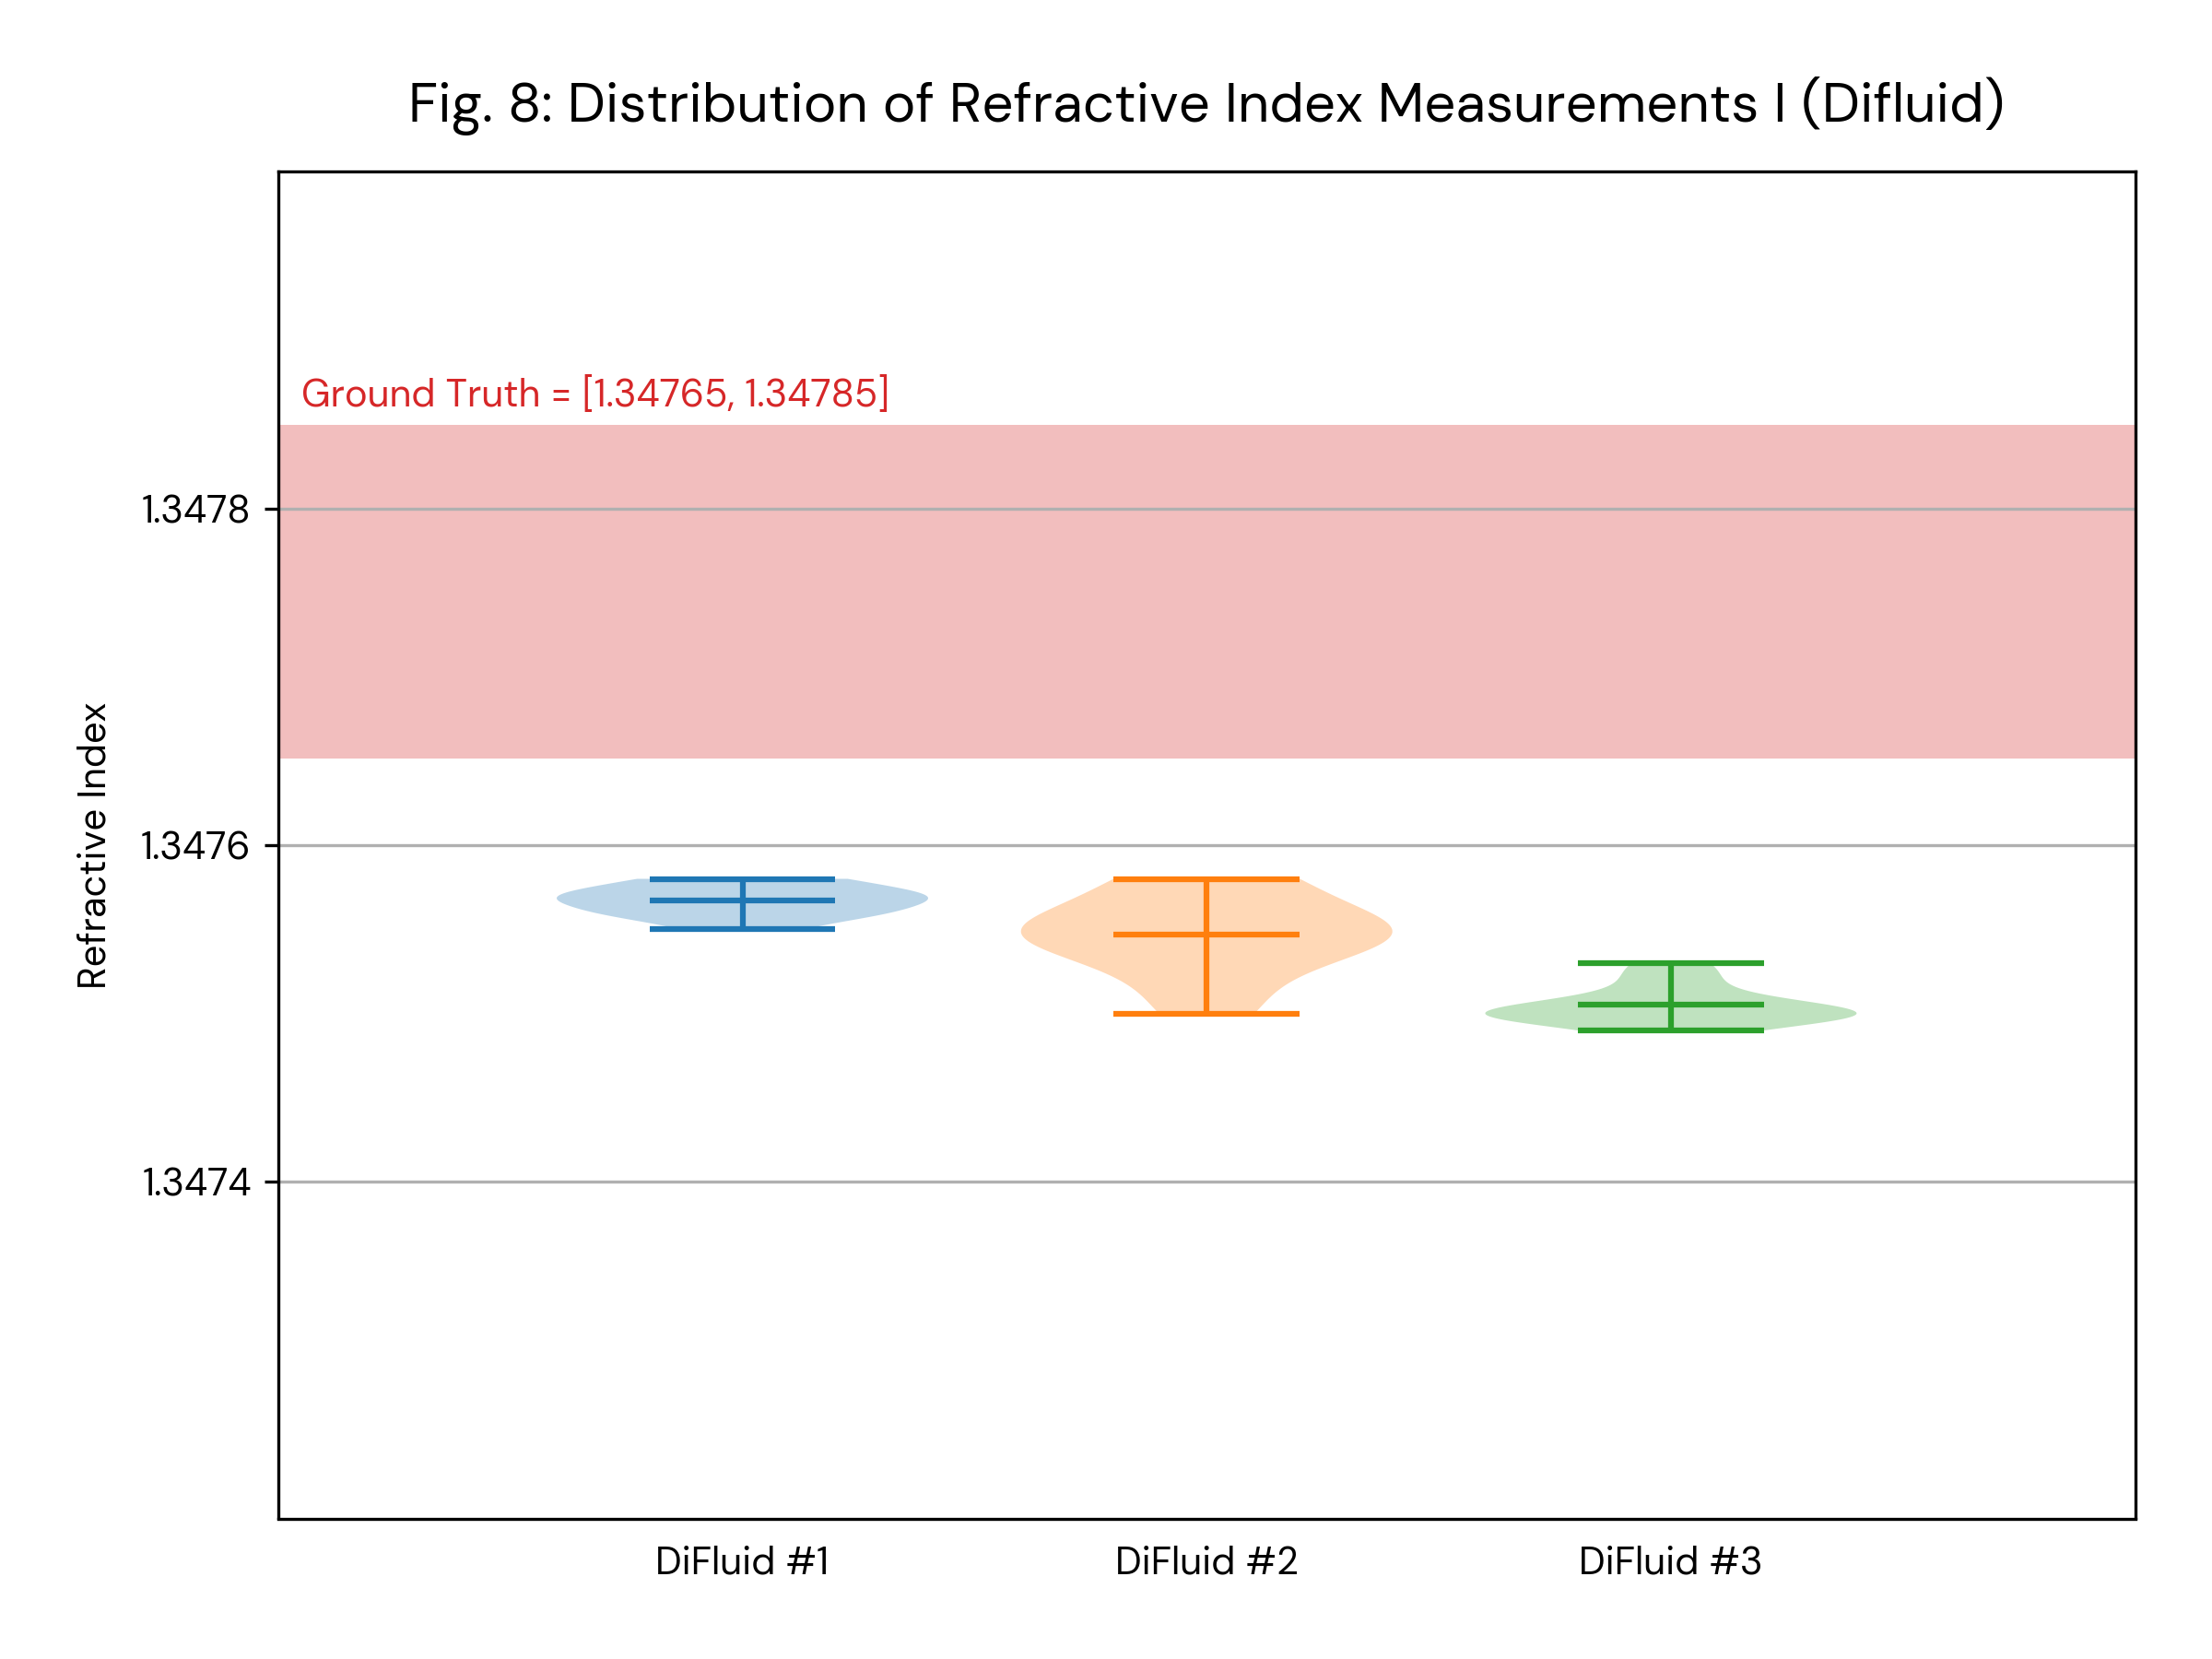 Fig. 8: Distribution of Refractive Index Measurements I (Difluid)
Ground Truth = [1.34765, 1.34785]
1.3478
1.3476
1.3474
Refractive Index
DiFluid #1
DiFluid #2
DiFluid #3